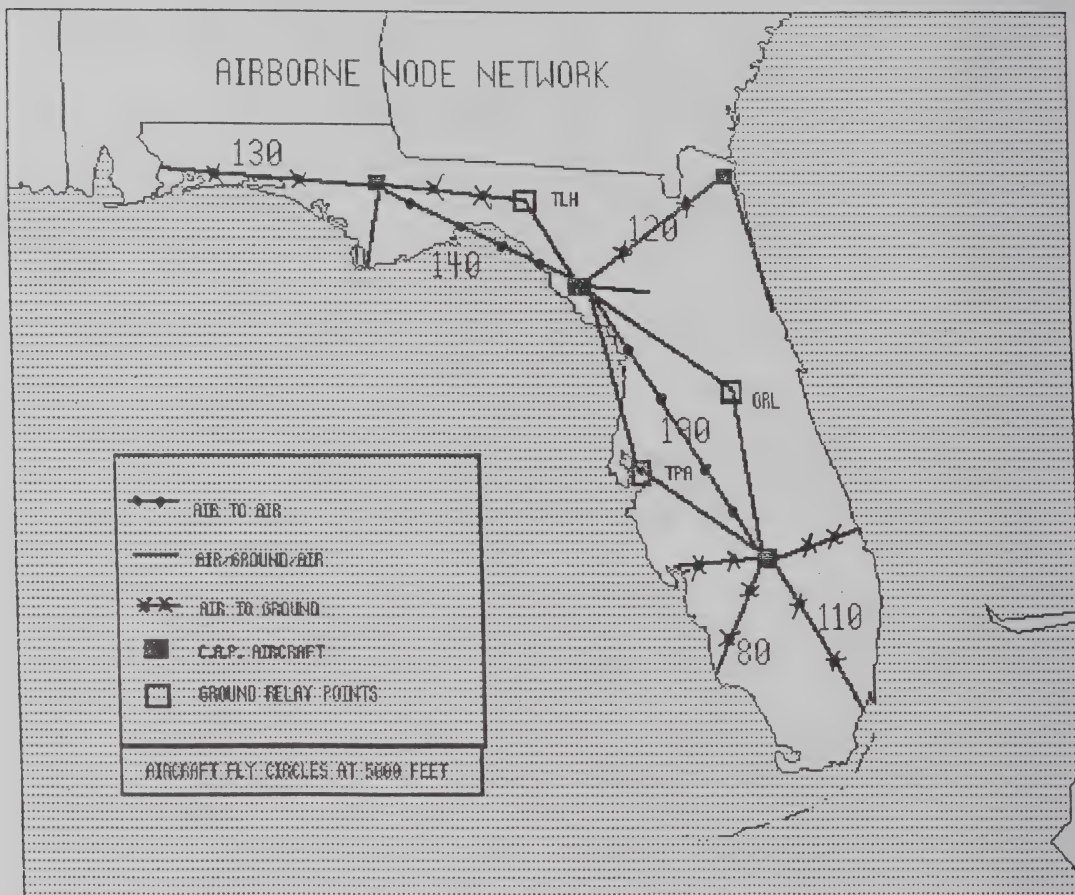 AIRBORNE NODE NETWORK
130
TLH
120
140
ORL
190
TPA
110
80
AIR TO AIR
AIR/GROUND/AIR
AIR TO GROUND
C.A.P. AIRCRAFT
GROUND RELAY POINTS
AIRCRAFT FLY CIRCLES AT 5000 FEET